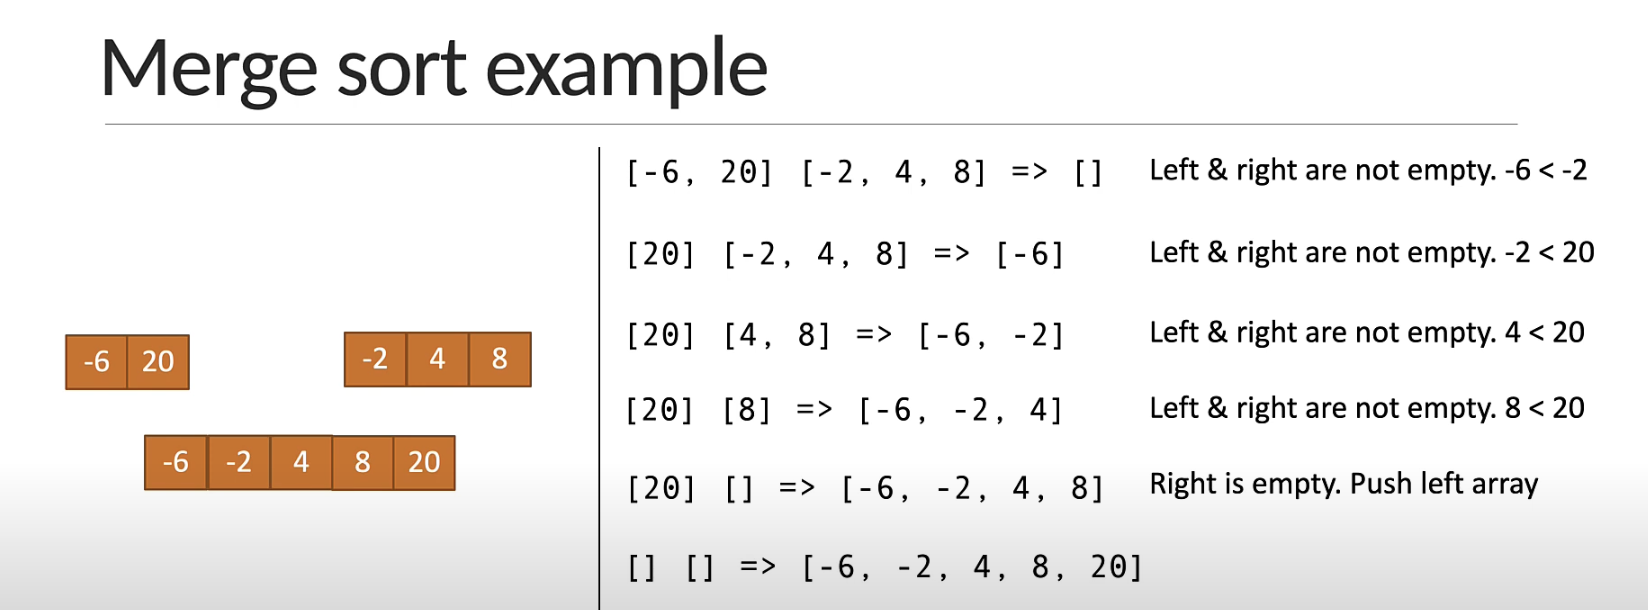 Merge sort example
[-6, 20] [-2, 4, 8] => [] Left & right are not empty. -6 < -2
[20] [-2, 4, 8] => [-6] Left & right are not empty. -2 < 20
[20] [4, 8] => [-6, -2] Left & right are not empty. 4 < 20
[20] [8] => [-6, -2, 4] Left & right are not empty. 8 < 20
[20] [] => [-6, -2, 4, 8] Right is empty. Push left array
[] [] => [-6, -2, 4, 8, 20]
-6 20 -2 4 8
-6 -2 4 8 20